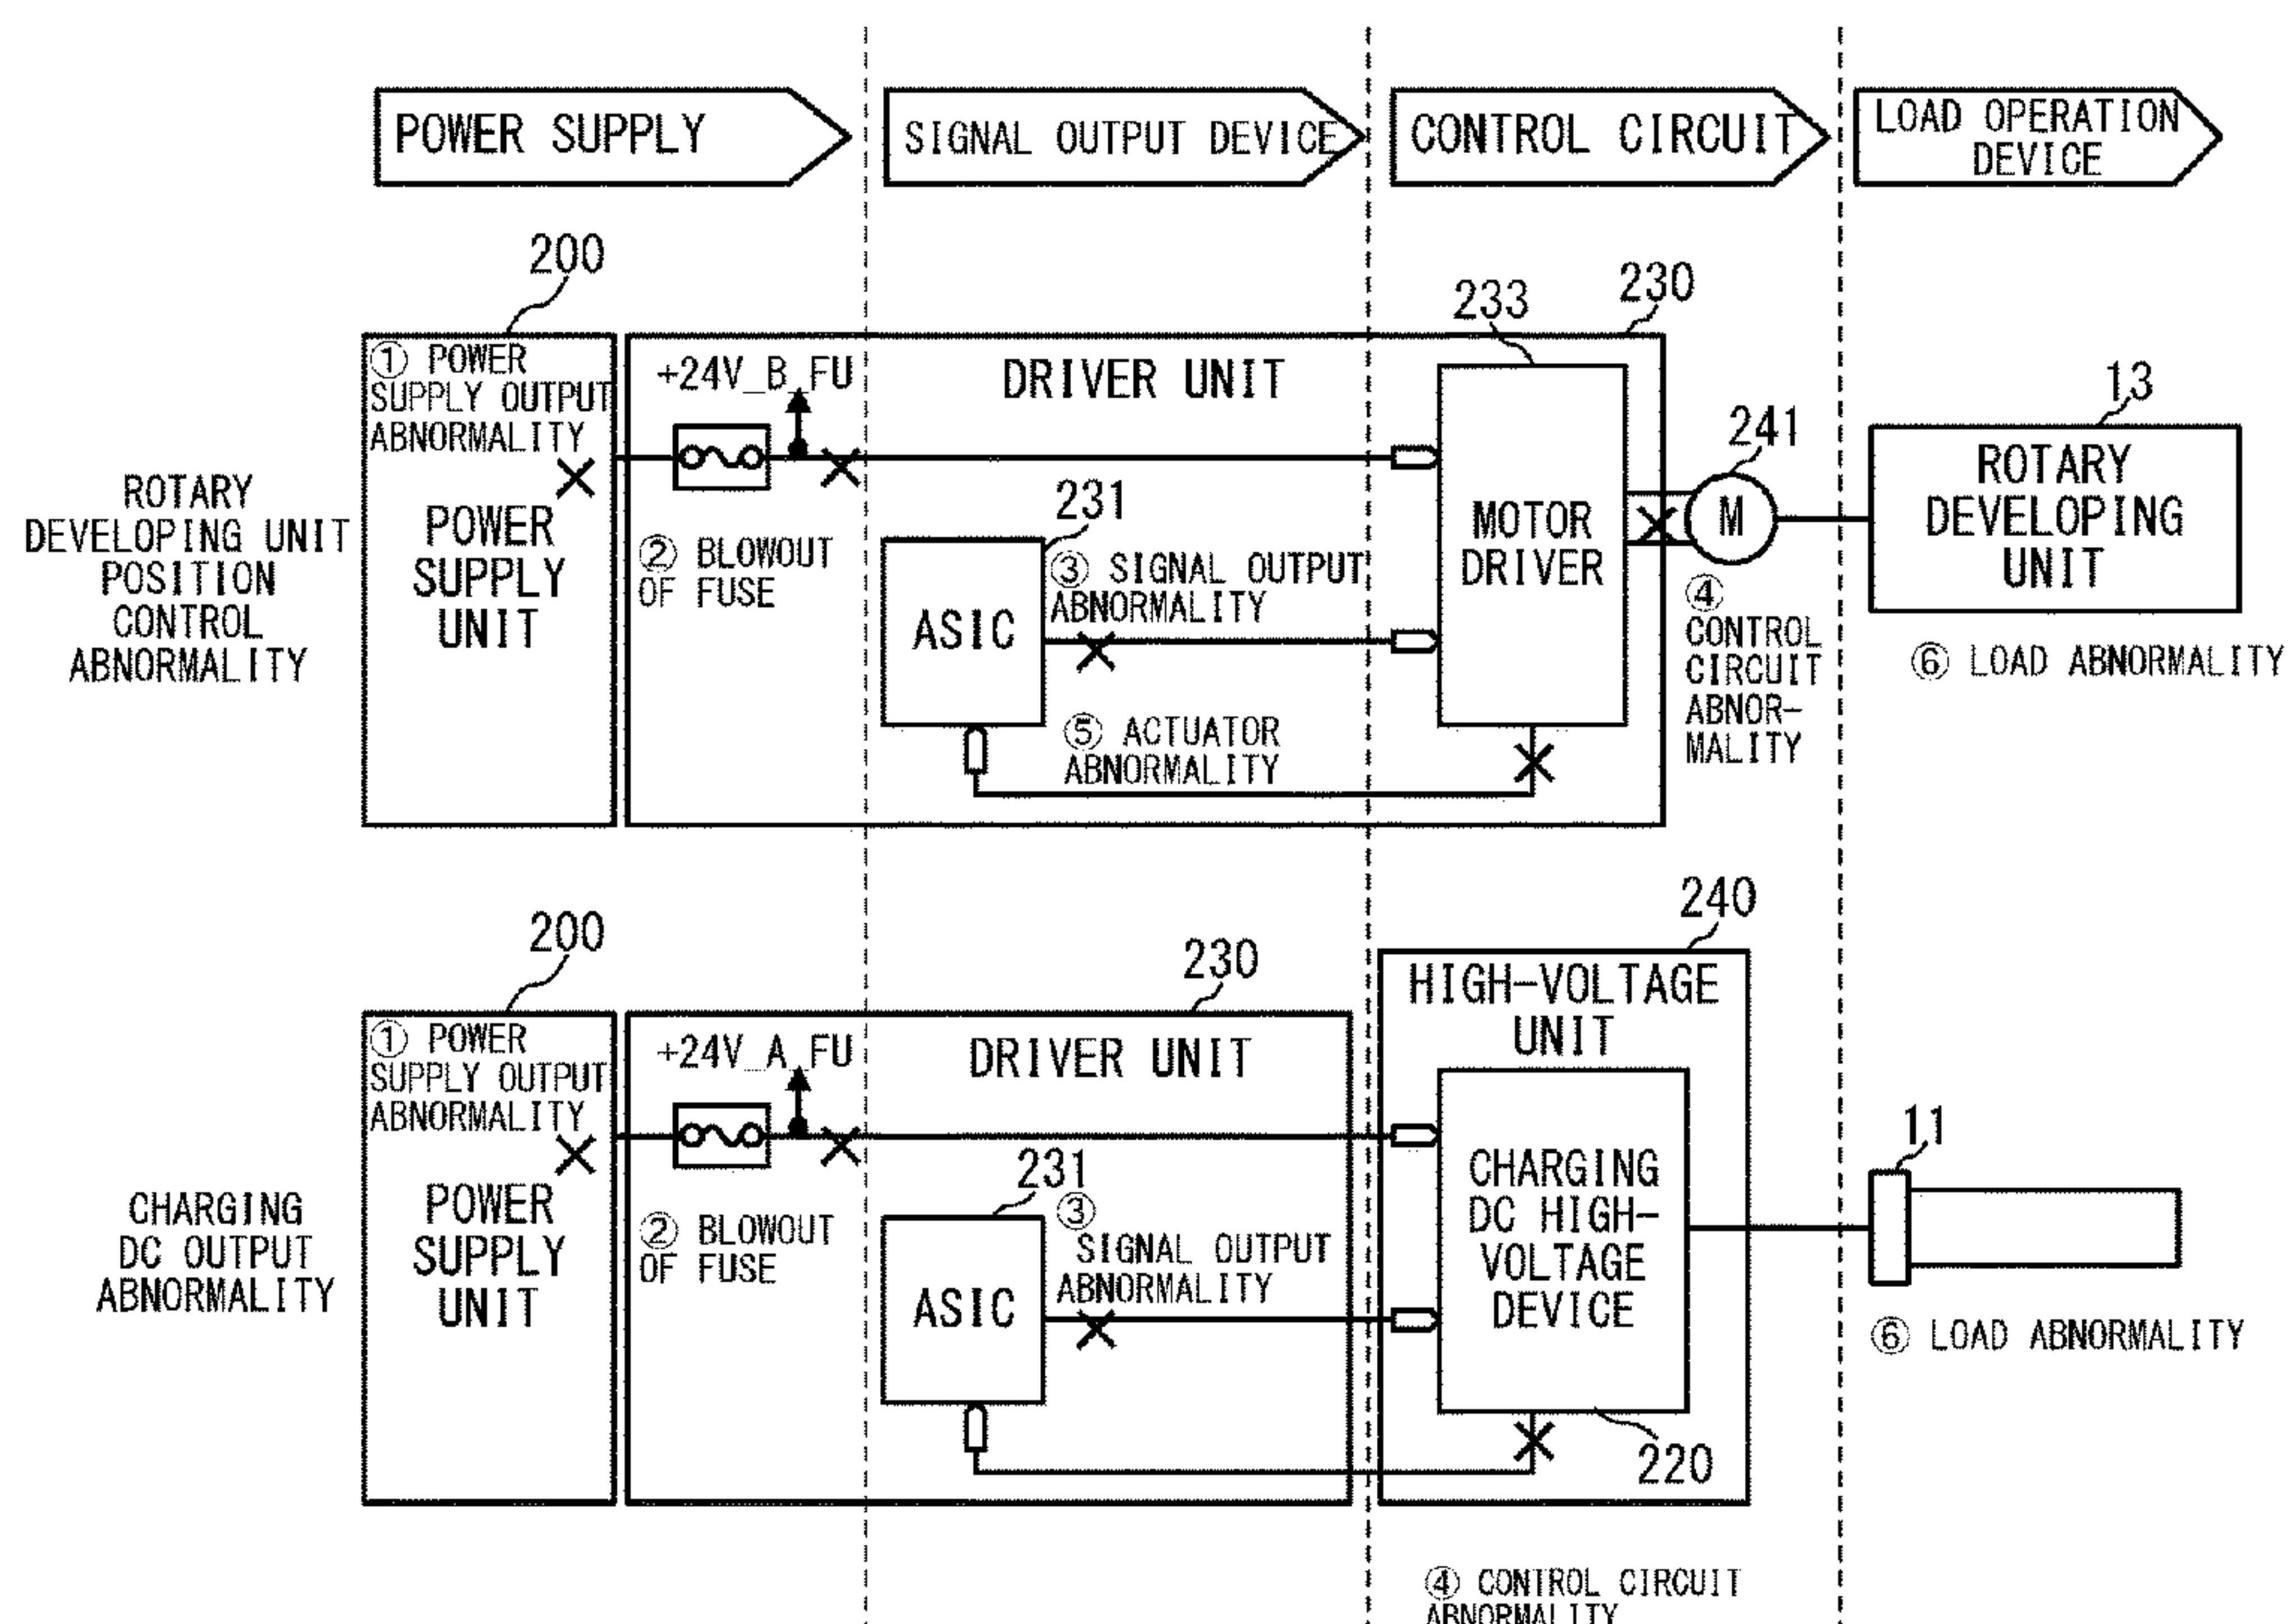 POWER SUPPLY
SIGNAL OUTPUT DEVICE
CONTROL CIRCUIT
LOAD OPERATION
DEVICE
ROTARY
DEVELOPING UNIT
POSITION
CONTROL
ABNORMALITY
200
① POWER
SUPPLY OUTPUT
ABNORMALITY
POWER
SUPPLY
UNIT
230
DRIVER UNIT
+24V_B_FU
② BLOWOUT
OF FUSE
231
ASIC
③ SIGNAL OUTPUT
ABNORMALITY
⑤ ACTUATOR
ABNORMALITY
233
MOTOR
DRIVER
241
M
④
CONTROL
CIRCUIT
ABNOR-
MALITY
13
ROTARY
DEVELOPING
UNIT
⑥ LOAD ABNORMALITY
CHARGING
DC OUTPUT
ABNORMALITY
200
① POWER
SUPPLY OUTPUT
ABNORMALITY
POWER
SUPPLY
UNIT
230
DRIVER UNIT
+24V_A_FU
② BLOWOUT
OF FUSE
231
ASIC
③
SIGNAL OUTPUT
ABNORMALITY
240
HIGH-VOLTAGE
UNIT
CHARGING
DC HIGH-
VOLTAGE
DEVICE
220
11
⑥ LOAD ABNORMALITY
④ CONTROL CIRCUIT
ABNORMALITY